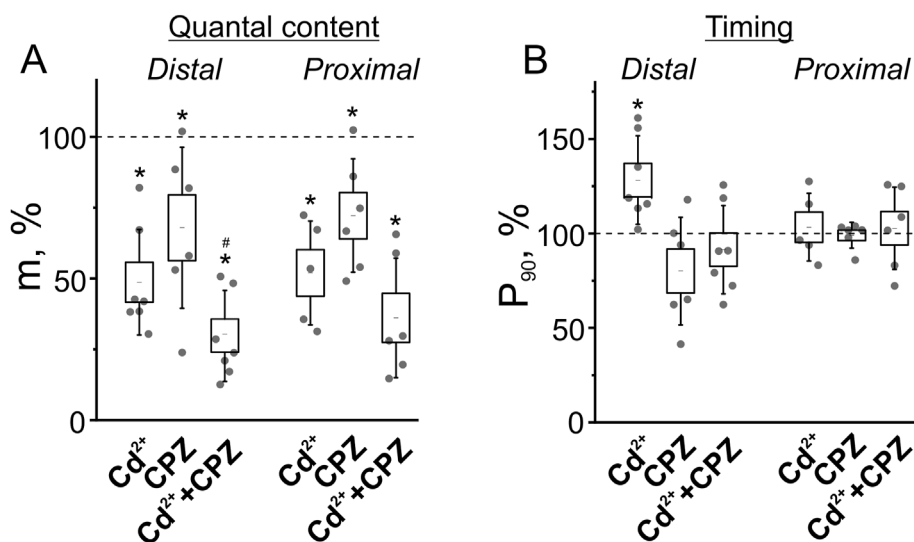 Quantal content
Timing
A
Distal
Proximal
B
Distal
Proximal
m, %
100
50
0
*
*
#
*
*
*
*
Cd²⁺
CPZ
Cd²⁺+CPZ
Cd²⁺
CPZ
Cd²⁺+CPZ
P₉₀, %
150
100
50
0
*
Cd²⁺
CPZ
Cd²⁺+CPZ
Cd²⁺
CPZ
Cd²⁺+CPZ